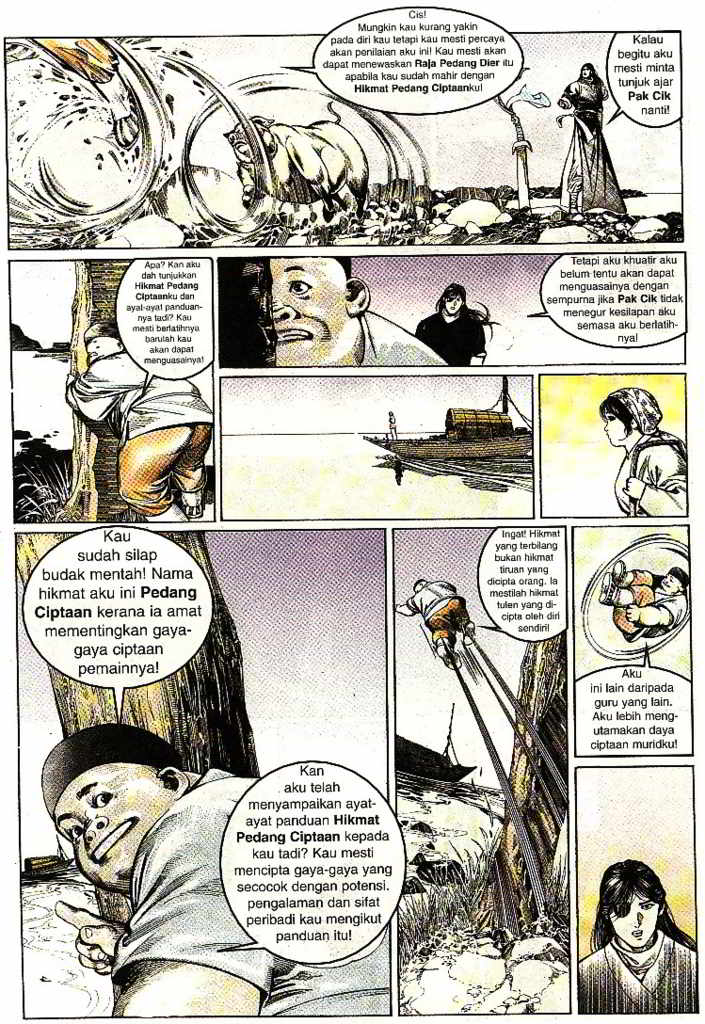 Cis!
Mungkin kau kurang yakin
pada diri kau tetapi kau mesti percaya
akan penilaian aku ini! Kau mesti akan
dapat menewaskan Raja Pedang Dier itu
apabila kau sudah mahir dengan
Hikmat Pedang Ciptaanku!
Kalau
begitu aku
mesti minta
tunjuk ajar
Pak Cik
nanti!
Apa? Kan aku
dah tunjukkan
Hikmat Pedang
Ciptaanku dan
ayat-ayat panduan-
nya tadi? Kau
mesti berlatihnya
barulah kau
akan dapat
menguasainya!
Tetapi aku khuatir aku
belum tentu akan dapat
menguasainya dengan
sempurna jika Pak Cik tidak
menegur kesilapan aku
semasa aku berlatih-
nya!
Kau
sudah silap
budak mentah! Nama
hikmat aku ini Pedang
Ciptaan kerana ia amat
mementingkan gaya-
gaya ciptaan
pemainnya!
Kan
aku telah
menyampaikan ayat-
ayat panduan Hikmat
Pedang Ciptaan kepada
kau tadi? Kau mesti
mencipta gaya-gaya yang
secocok dengan potensi.
pengalaman dan sifat
peribadi kau mengikut
panduan itu!
Ingat! Hikmat
yang terbilang
bukan hikmat
tiruan yang
dicipta orang. Ia
mestilah hikmat
tulen yang di-
cipta oleh diri
sendiri!
Aku
ini lain daripada
guru yang lain.
Aku lebih meng-
utamakan daya
ciptaan muridku!